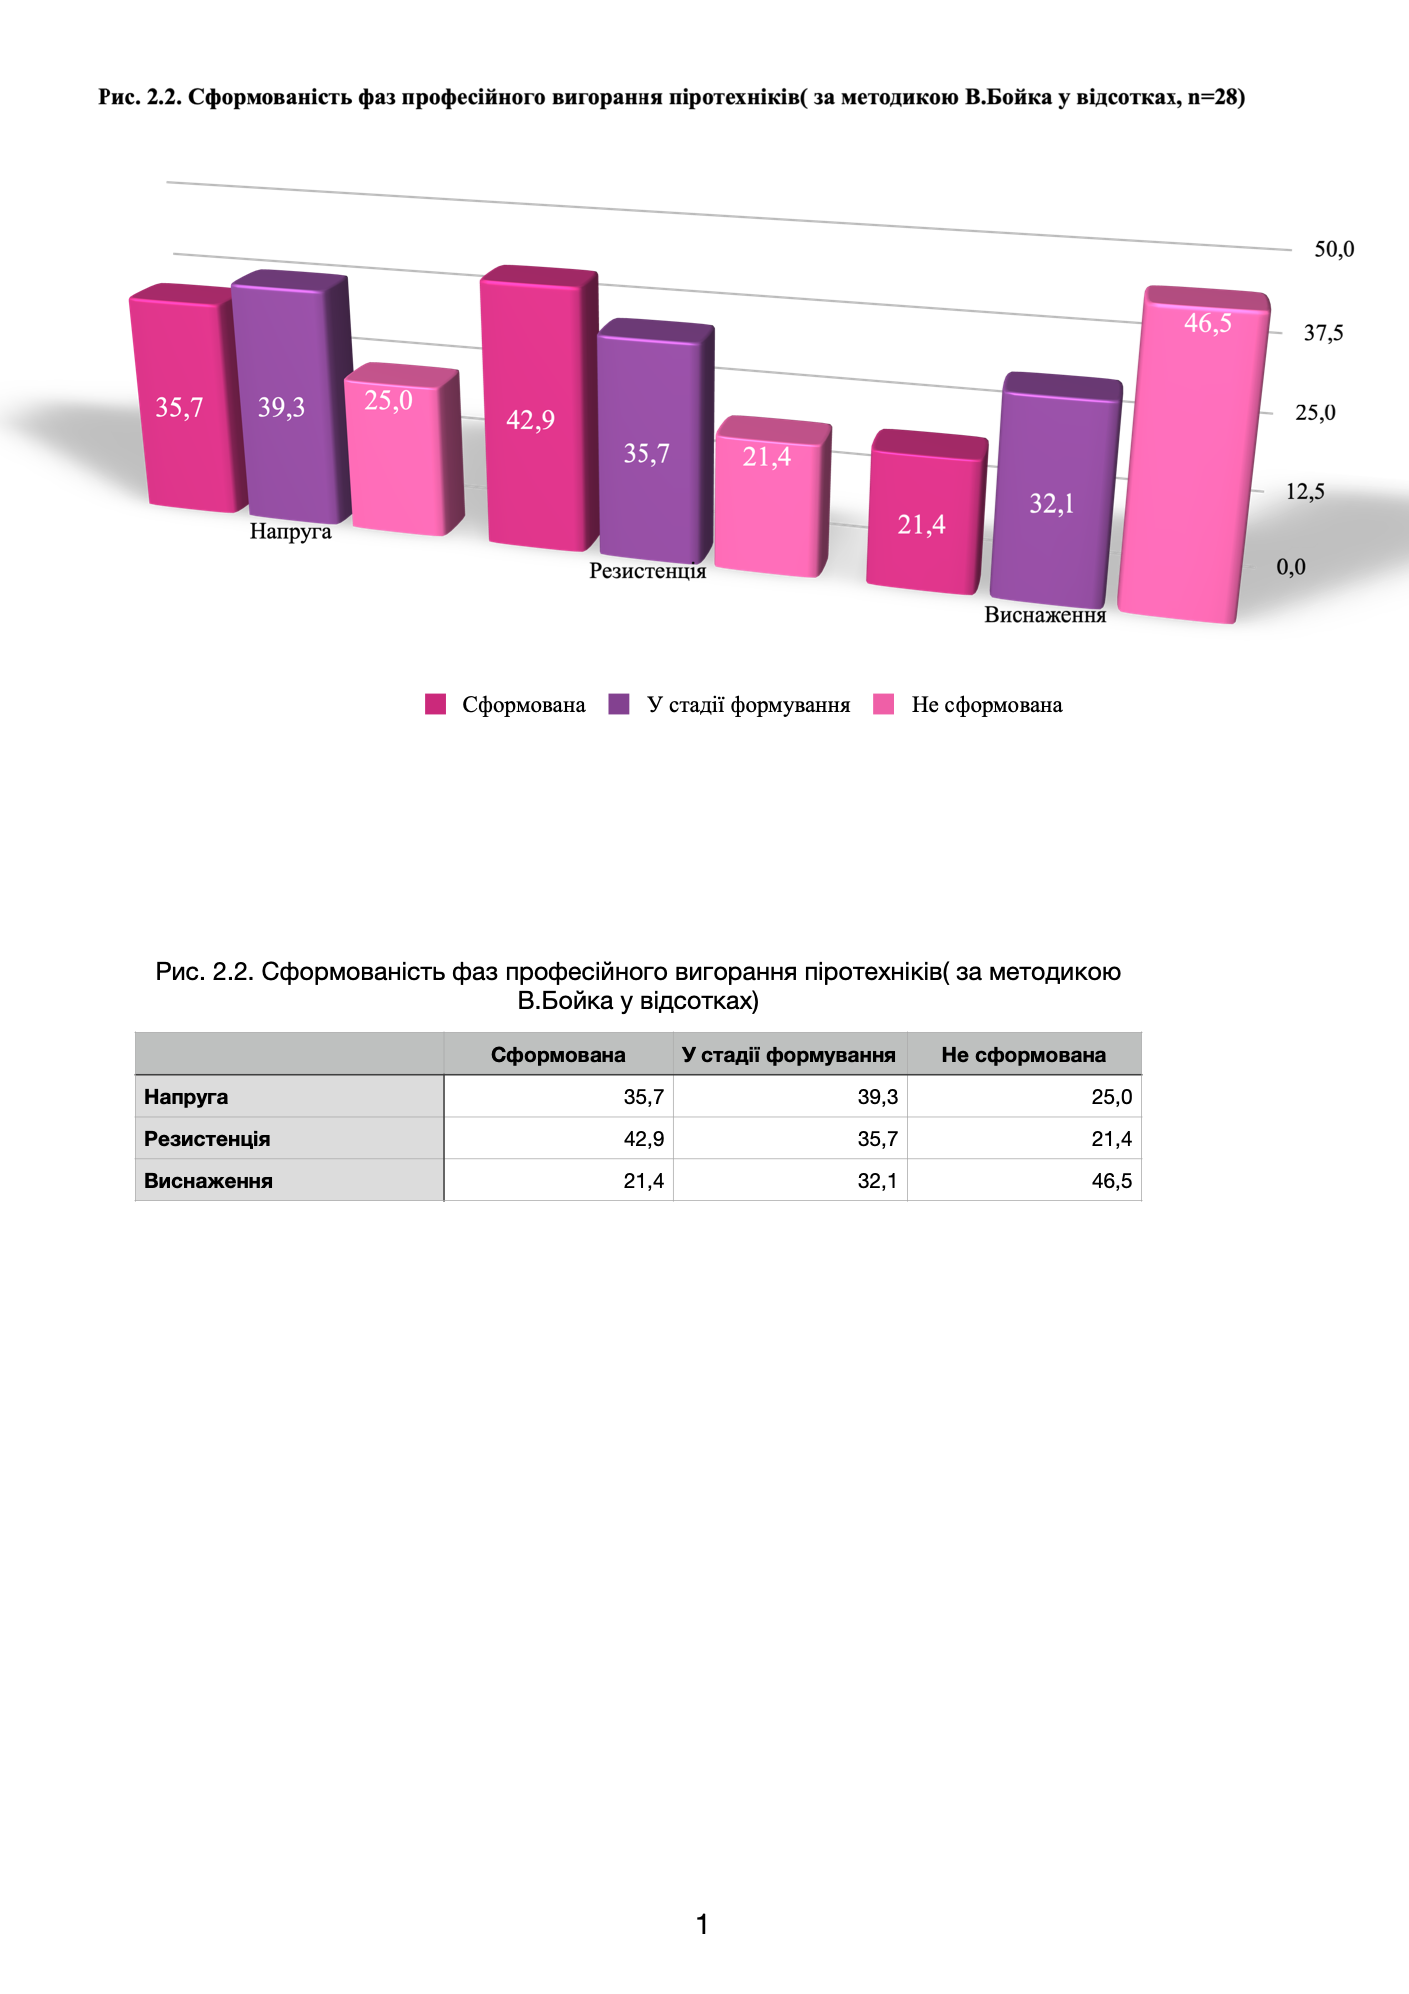 Рис. 2.2. Сформованість фаз професійного вигорання піротехніків( за методикою В.Бойка у відсотках, n=28)
50,0
37,5
25,0
12,5
0,0
35,7
39,3
25,0
42,9
35,7
21,4
21,4
32,1
46,5
Напруга
Резистенція
Виснаження
Сформована У стадії формування Не сформована
Рис. 2.2. Сформованість фаз професійного вигорання піротехніків( за методикою
В.Бойка у відсотках)
Сформована У стадії формування Не сформована
Напруга 35,7 39,3 25,0
Резистенція 42,9 35,7 21,4
Виснаження 21,4 32,1 46,5
1